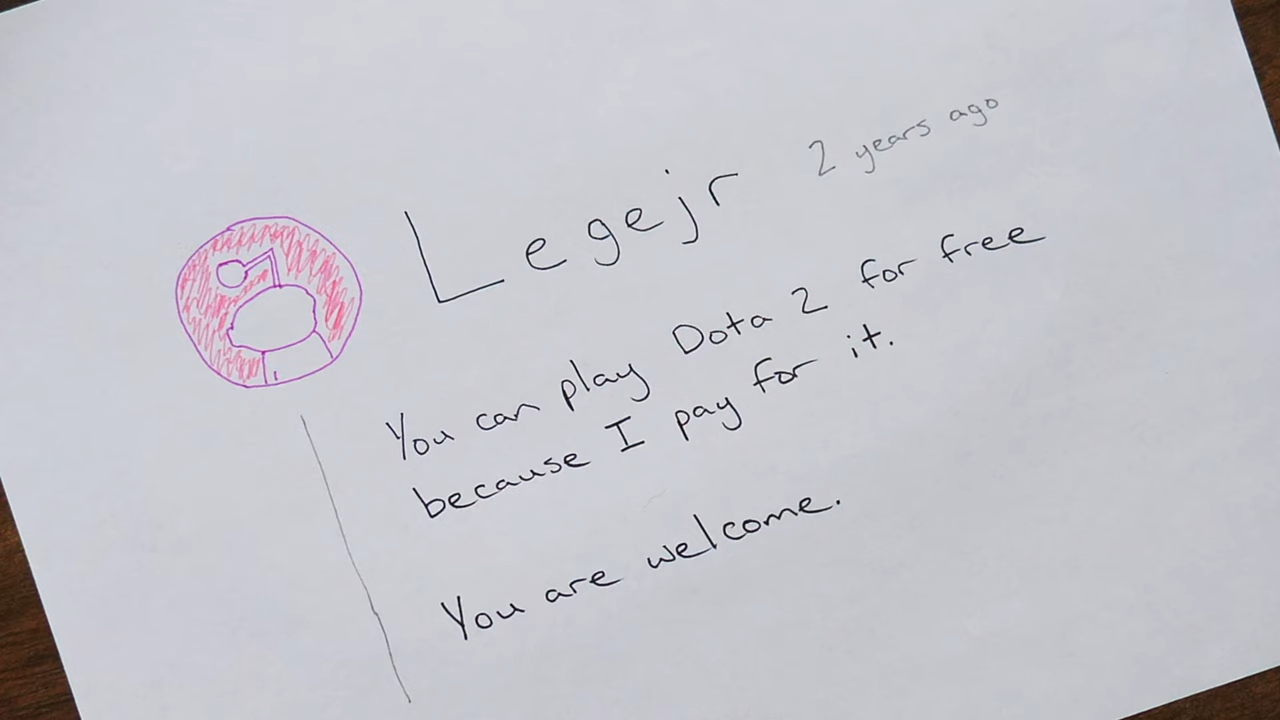 Legejr 2 years ago
You can play Dota 2 for free
because I pay for it.
You are welcome.